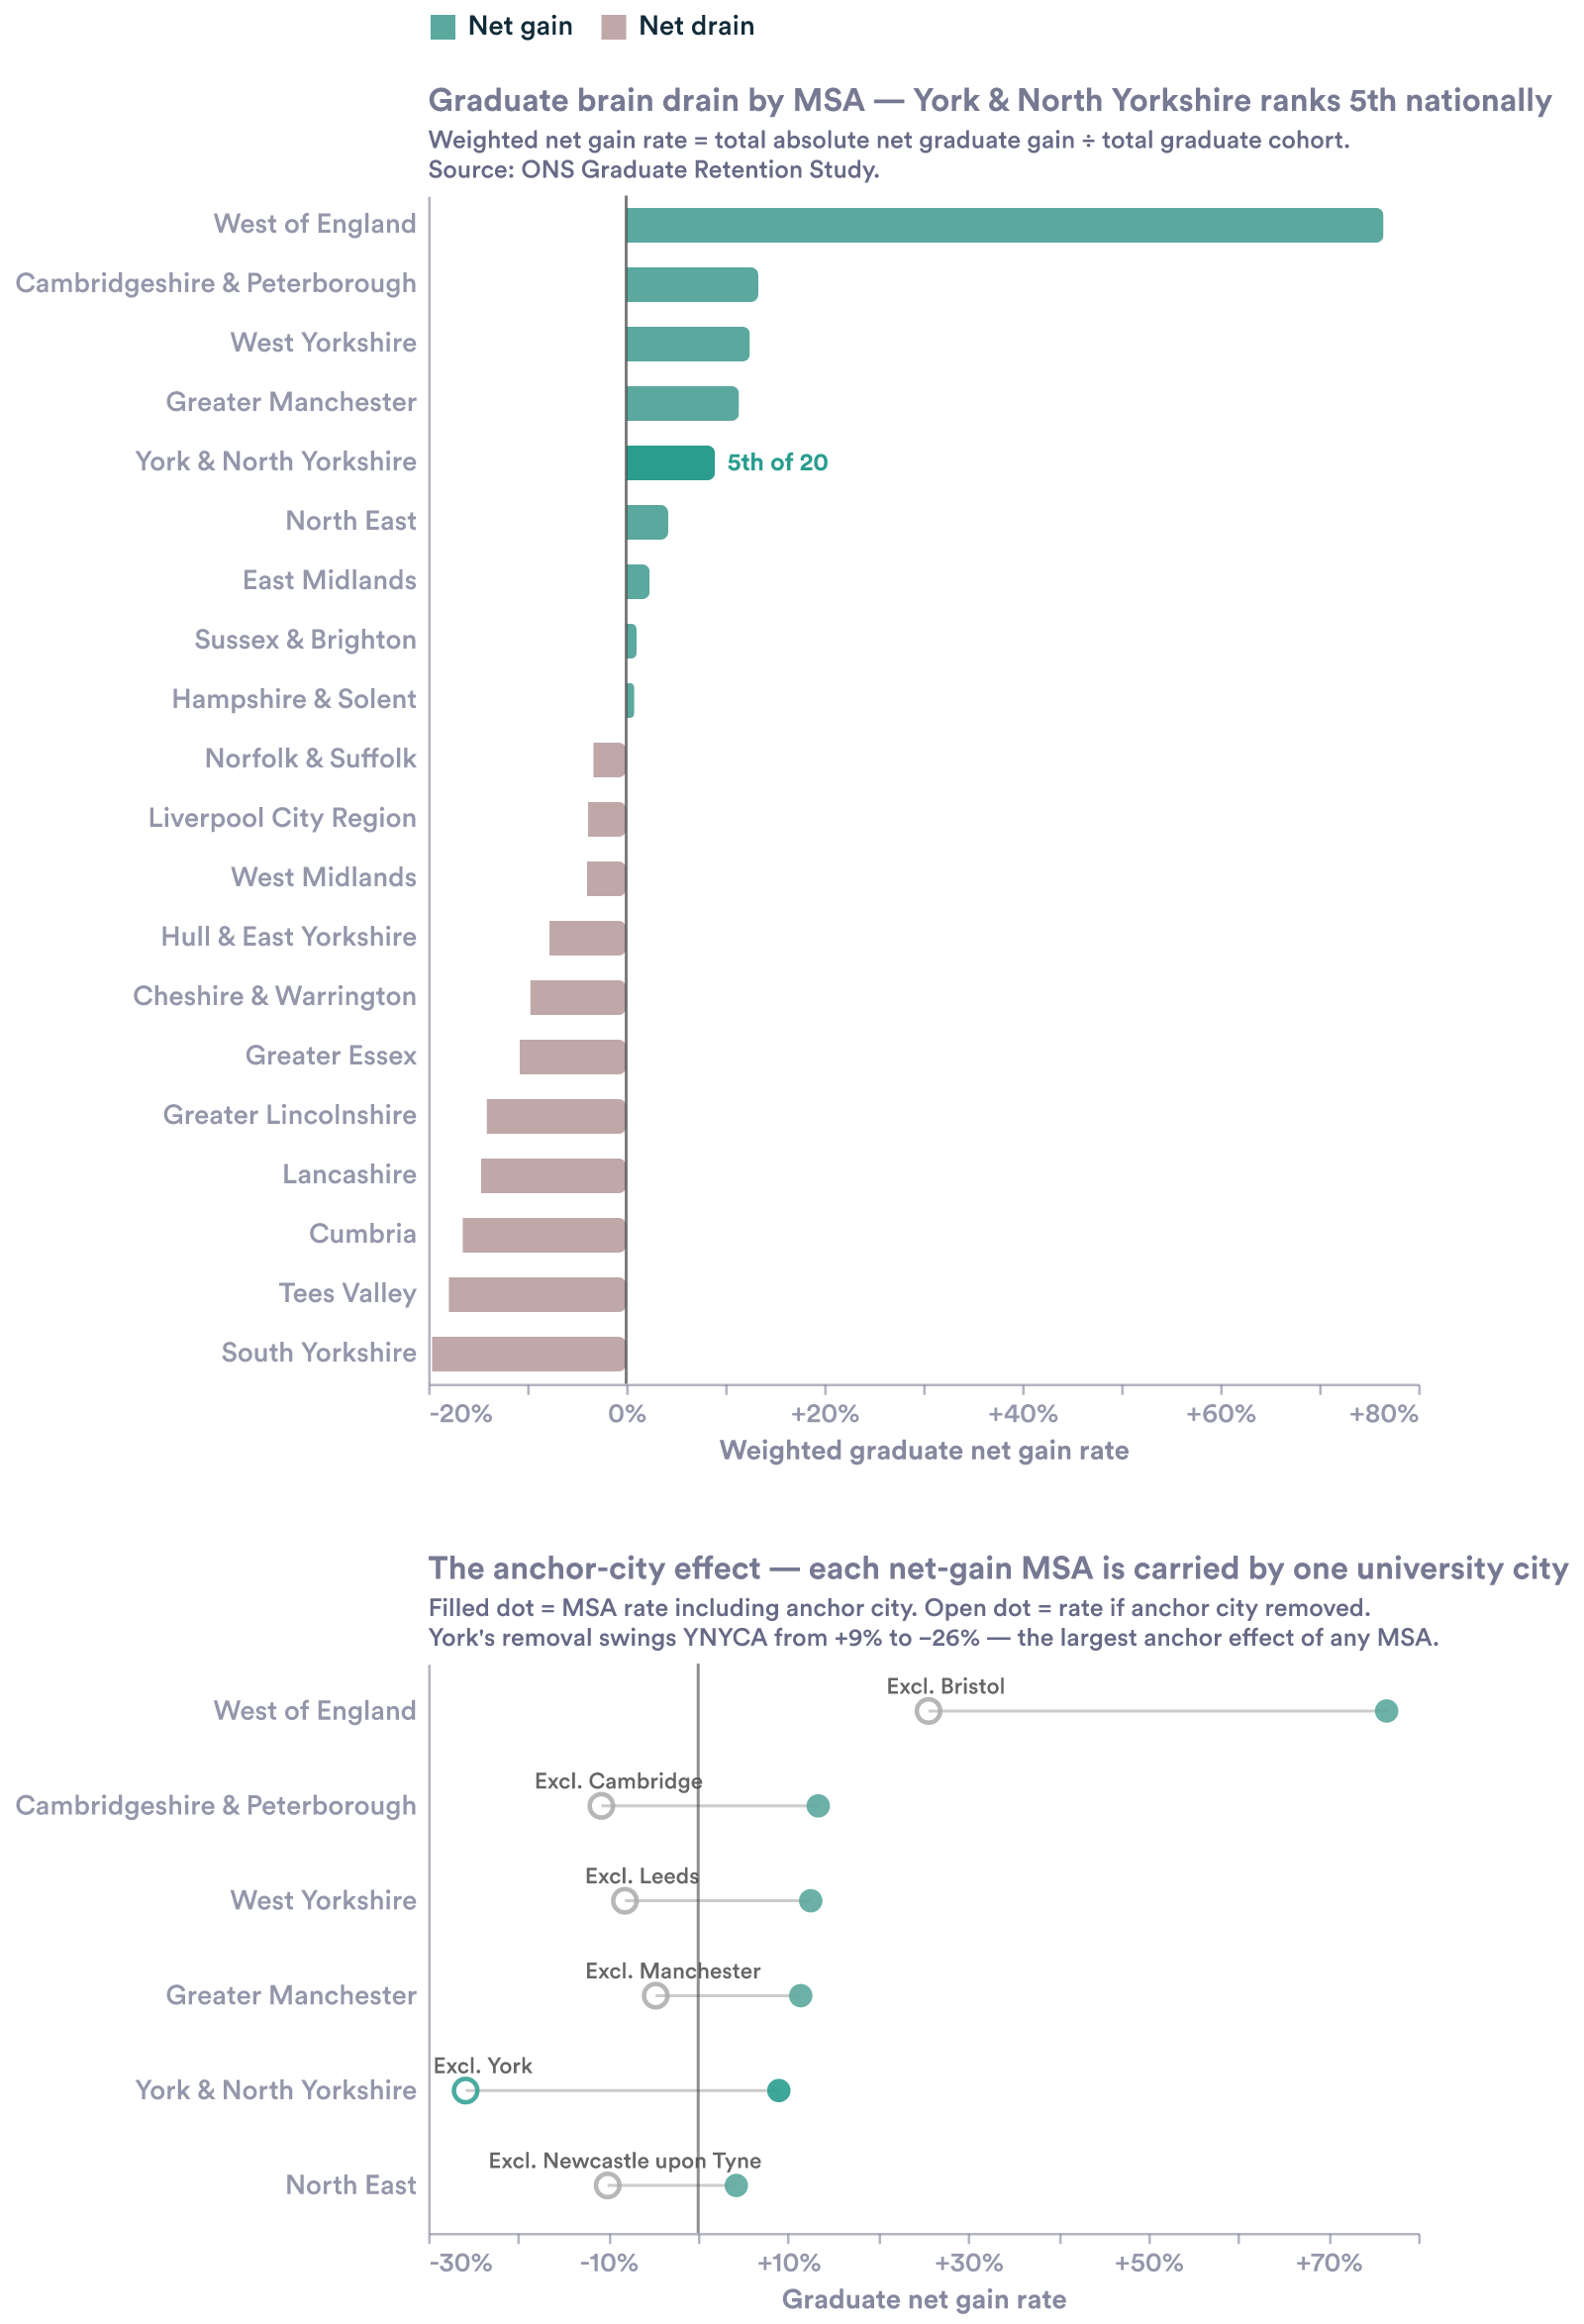 Net gain
Net drain
Graduate brain drain by MSA — York & North Yorkshire ranks 5th nationally
Weighted net gain rate = total absolute net graduate gain ÷ total graduate cohort.
Source: ONS Graduate Retention Study.
West of England
Cambridgeshire & Peterborough
West Yorkshire
Greater Manchester
York & North Yorkshire
5th of 20
North East
East Midlands
Sussex & Brighton
Hampshire & Solent
Norfolk & Suffolk
Liverpool City Region
West Midlands
Hull & East Yorkshire
Cheshire & Warrington
Greater Essex
Greater Lincolnshire
Lancashire
Cumbria
Tees Valley
South Yorkshire
-20% 0% +20% +40% +60% +80%
Weighted graduate net gain rate
The anchor-city effect — each net-gain MSA is carried by one university city
Filled dot = MSA rate including anchor city. Open dot = rate if anchor city removed.
York's removal swings YNYCA from +9% to −26% — the largest anchor effect of any MSA.
Excl. Bristol
West of England
Excl. Cambridge
Cambridgeshire & Peterborough
Excl. Leeds
West Yorkshire
Excl. Manchester
Greater Manchester
Excl. York
York & North Yorkshire
Excl. Newcastle upon Tyne
North East
-30% -10% +10% +30% +50% +70%
Graduate net gain rate